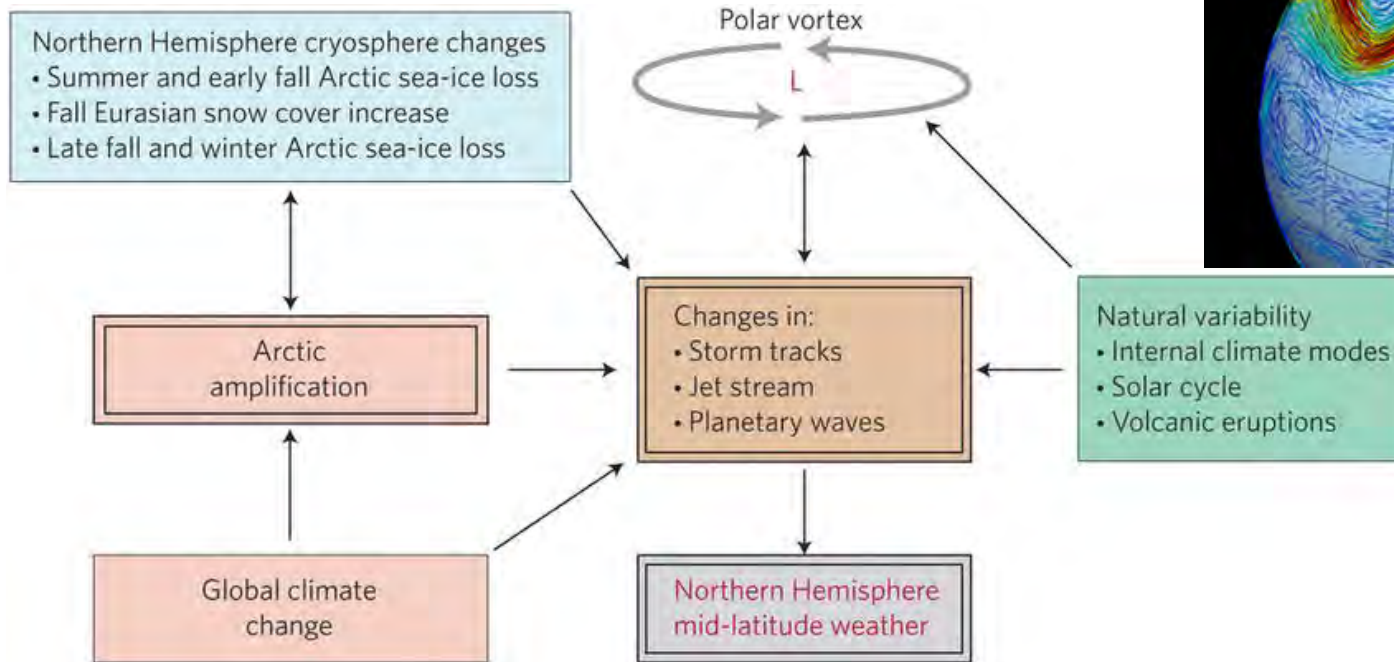 Northern Hemisphere cryosphere changes
• Summer and early fall Arctic sea-ice loss
• Fall Eurasian snow cover increase
• Late fall and winter Arctic sea-ice loss
Polar vortex
L
Arctic
amplification
Changes in:
• Storm tracks
• Jet stream
• Planetary waves
Natural variability
• Internal climate modes
• Solar cycle
• Volcanic eruptions
Global climate
change
Northern Hemisphere
mid-latitude weather